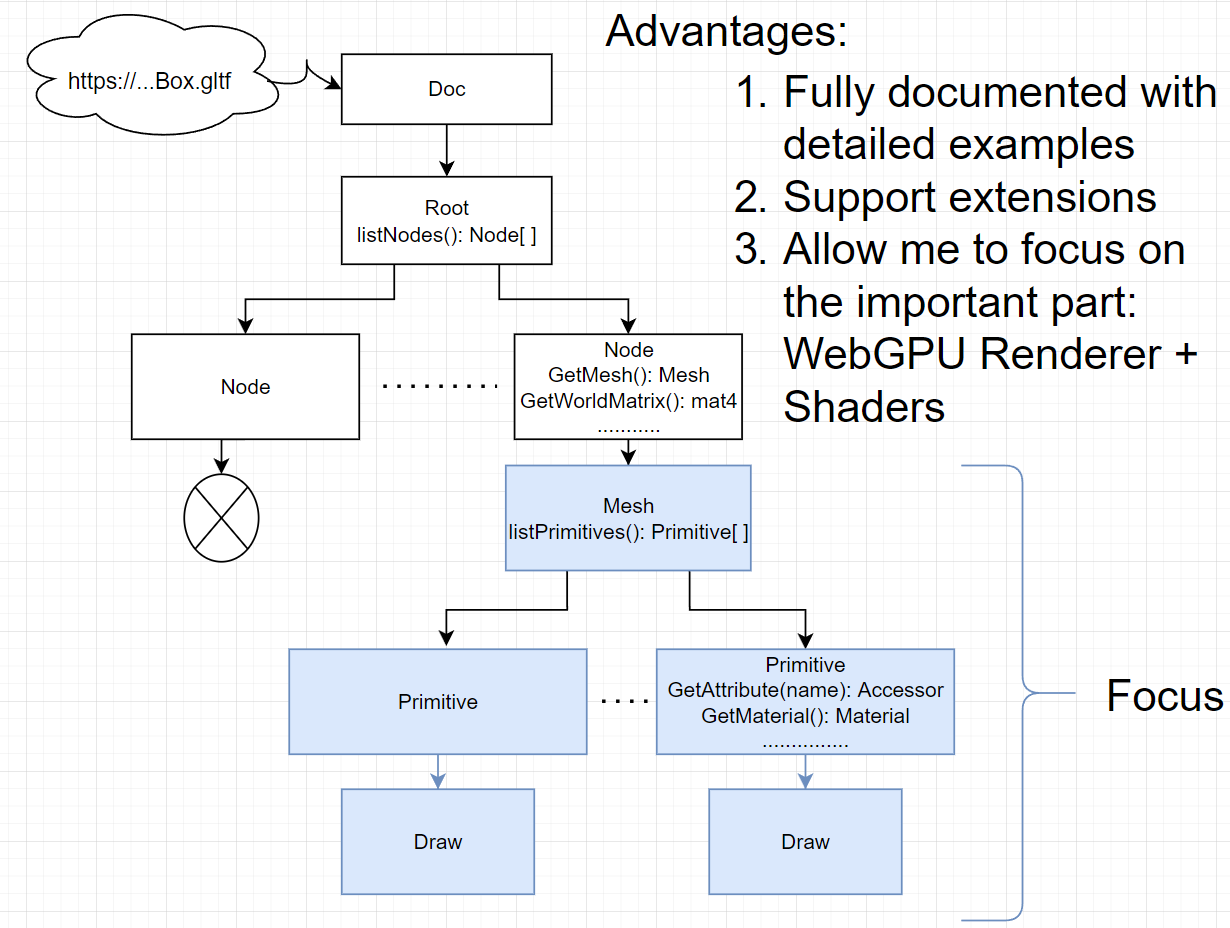 https://...Box.gltf
Doc
Root
listNodes(): Node[ ]
Node
Node
GetMesh(): Mesh
GetWorldMatrix(): mat4
...........
Mesh
listPrimitives(): Primitive[ ]
Primitive
Primitive
GetAttribute(name): Accessor
GetMaterial(): Material
...............
Draw
Draw
Advantages:
1. Fully documented with
detailed examples
2. Support extensions
3. Allow me to focus on
the important part:
WebGPU Renderer +
Shaders
Focus